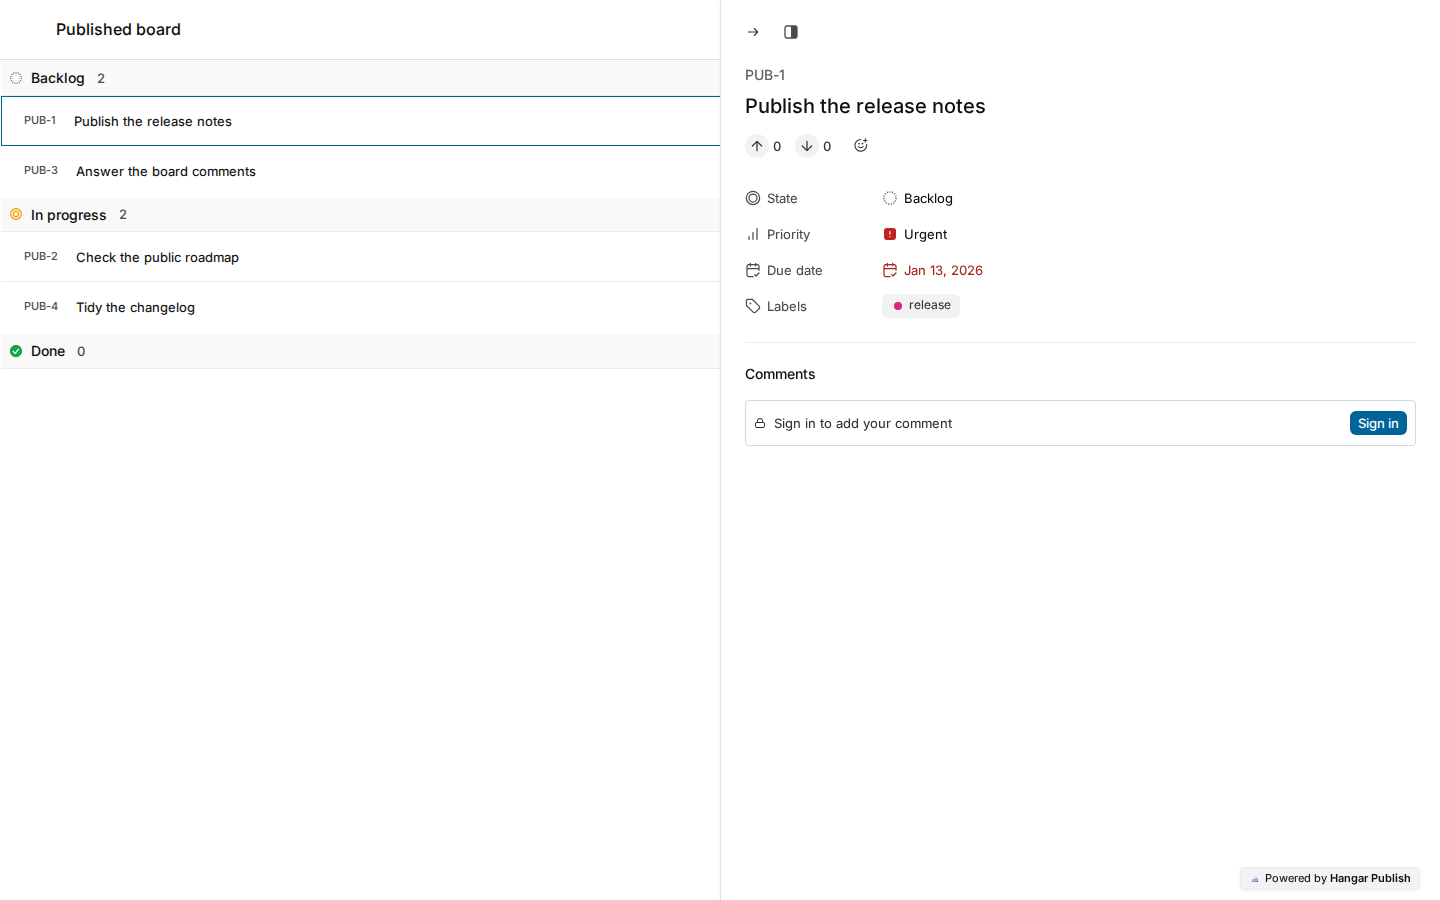 Published board
Backlog 2
PUB-1 Publish the release notes
PUB-3 Answer the board comments
In progress 2
PUB-2 Check the public roadmap
PUB-4 Tidy the changelog
Done 0
PUB-1
Publish the release notes
0 0
State Backlog
Priority Urgent
Due date Jan 13, 2026
Labels release
Comments
Sign in to add your comment Sign in
Powered by Hangar Publish